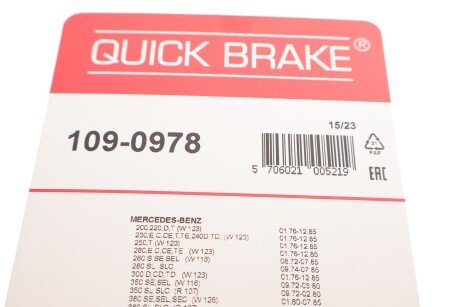 QUICK BRAKE®
15/23
109-0978
5 706021 005219
PAP
EAC
MERCEDES-BENZ
200,220,D,T (W 123) 01.76-12.85
230,E,C,CE,T,TE,240D,TD, (W 123) 01.76-12.85
250,T (W 123) 01.76-12.85
280,E,CE,TE (W 123) 01.76-12.85
280 S,SE,SEL (W 116) 08.72-07.85
280 SL, SLC 09.74-07.85
300 D,CD,TD (W 123) 01.76-12.85
350 SE,SEL (W 116) 09.72-03.80
350 SL, SLC (R 107) 09.72-02.80
380 SE,SEL,SEC (W 126) 01.80-07.85